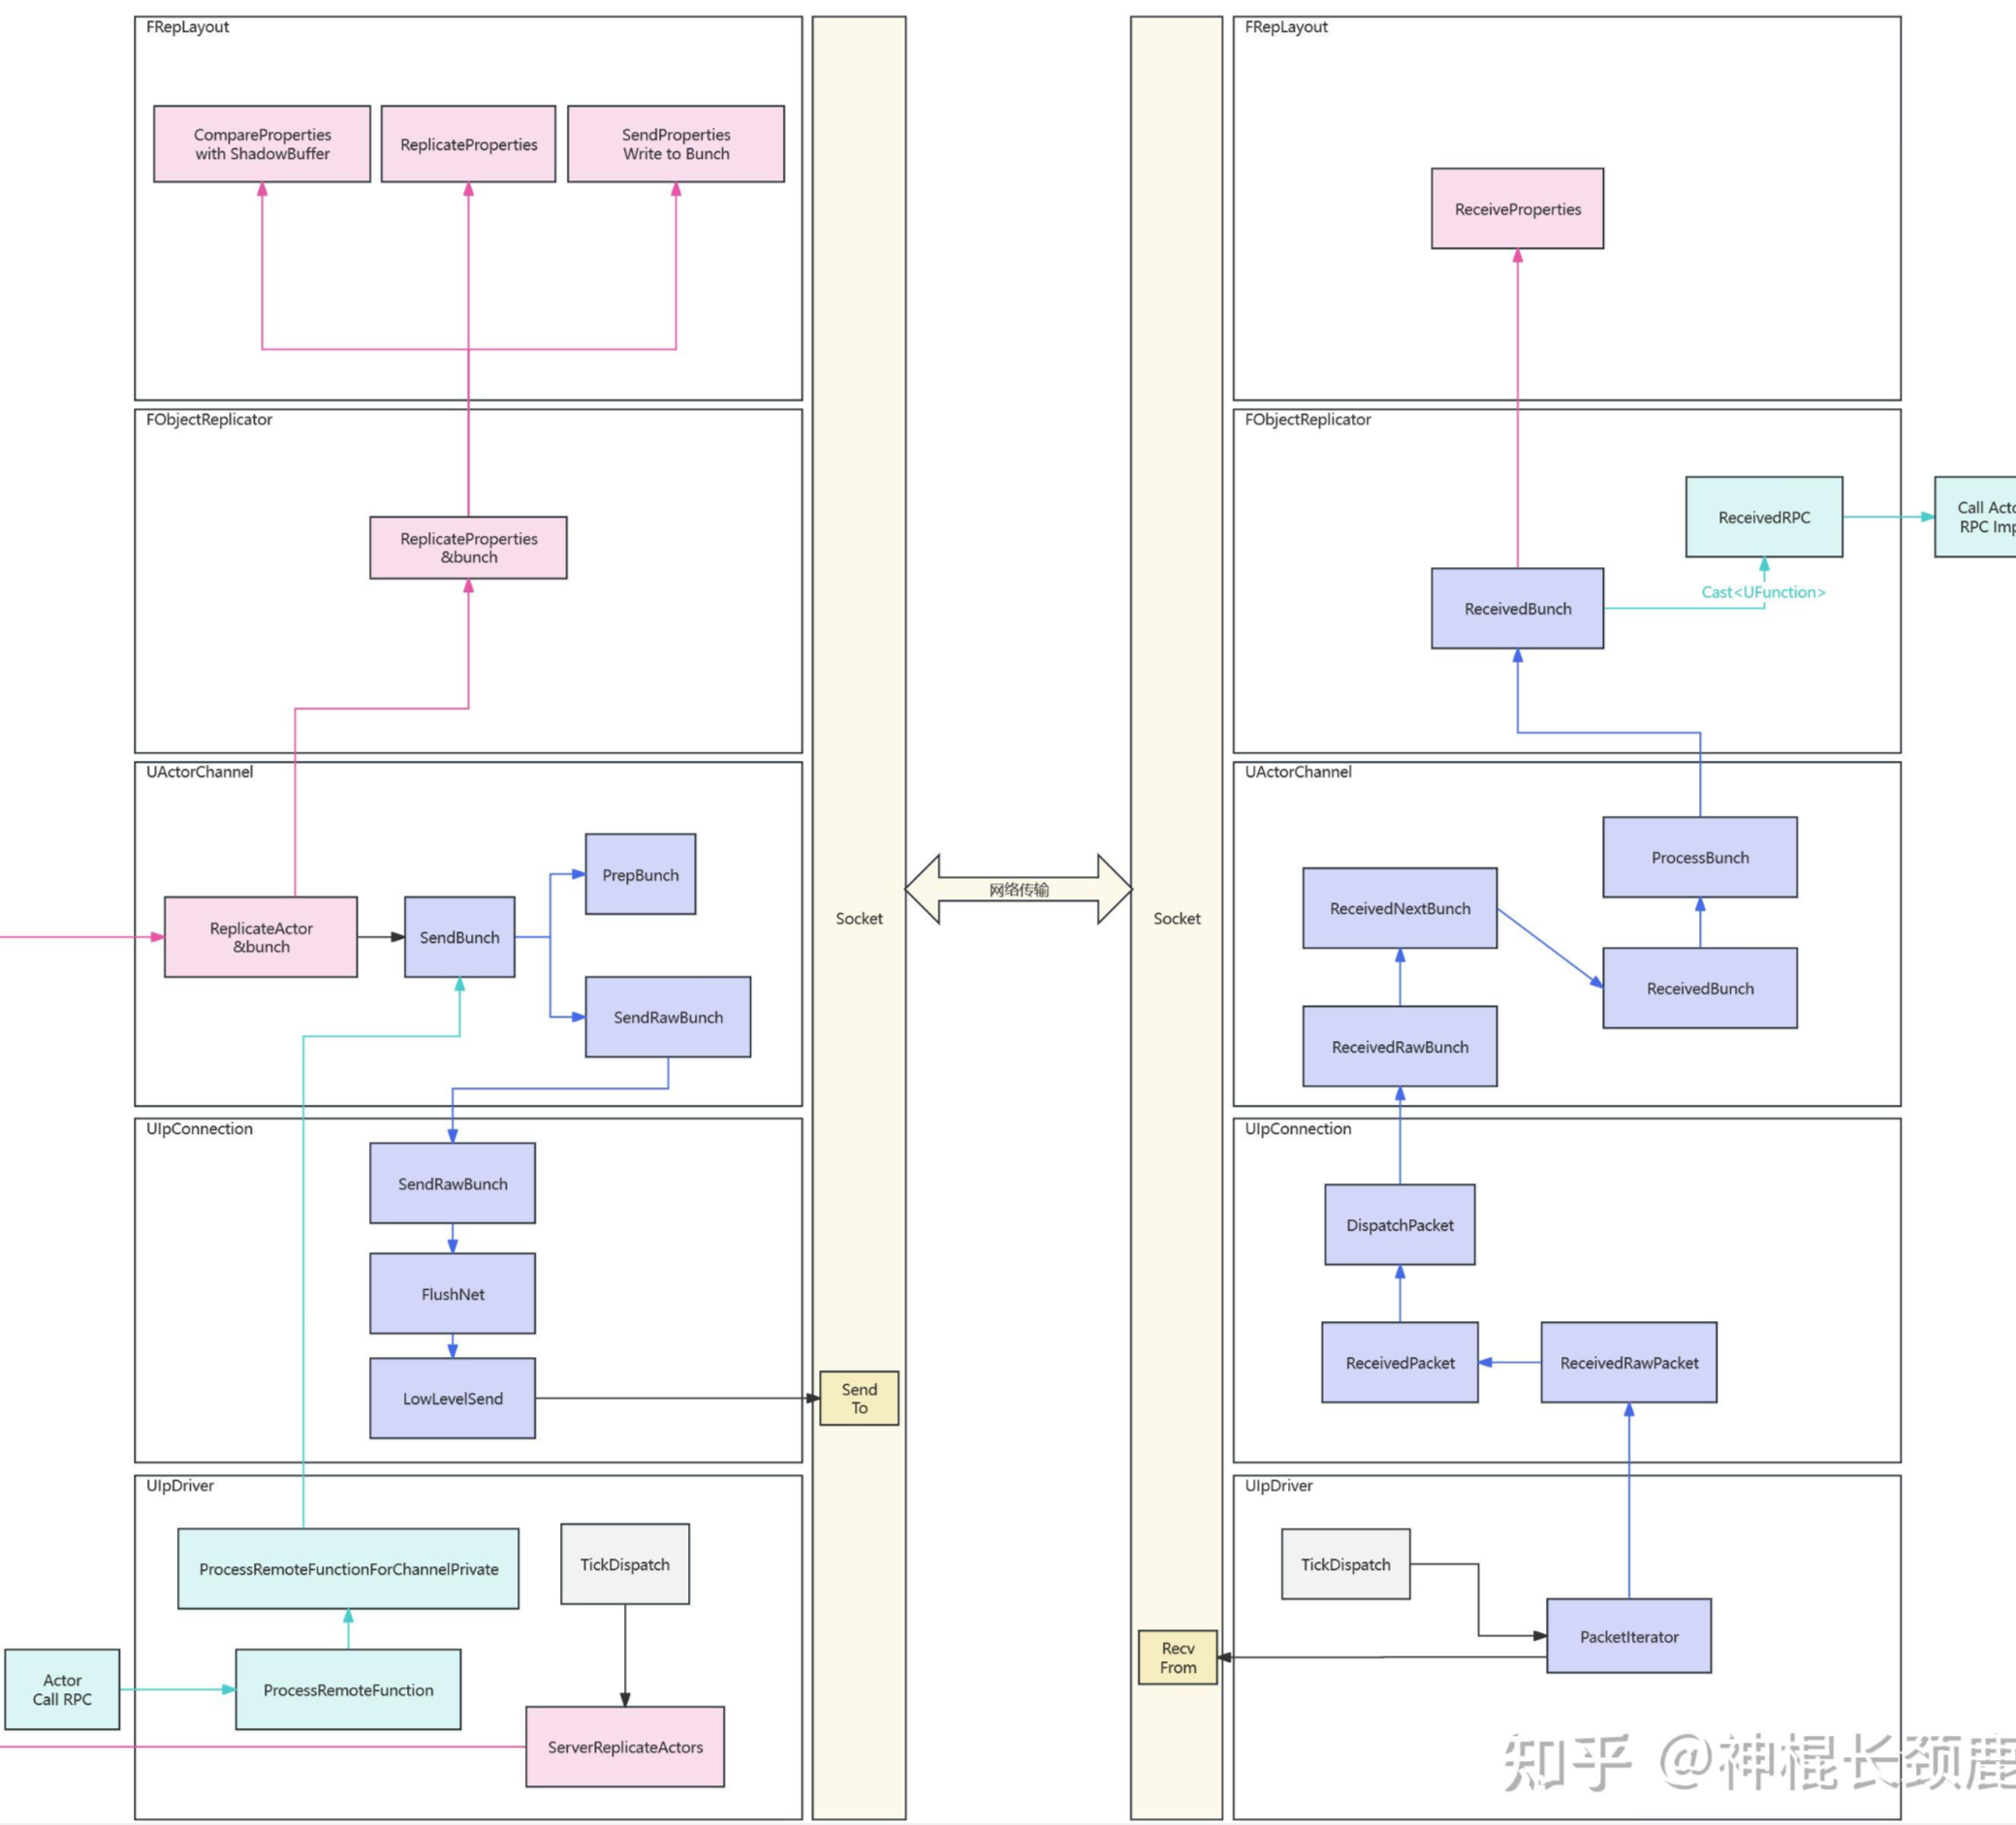 FRepLayout
CompareProperties
with ShadowBuffer
ReplicateProperties
SendProperties
Write to Bunch
FObjectReplicator
ReplicateProperties
&bunch
UActorChannel
PrepBunch
ReplicateActor
&bunch
SendBunch
SendRawBunch
UIpConnection
SendRawBunch
FlushNet
LowLevelSend
UIpDriver
ProcessRemoteFunctionForChannelPrivate
TickDispatch
Actor
Call RPC
ProcessRemoteFunction
ServerReplicateActors
Socket
Send
To
网络传输
Socket
Recv
From
FRepLayout
ReceiveProperties
FObjectReplicator
ReceivedRPC
Call Acto
RPC Imp
Cast<UFunction>
ReceivedBunch
UActorChannel
ProcessBunch
ReceivedNextBunch
ReceivedBunch
ReceivedRawBunch
UIpConnection
DispatchPacket
ReceivedPacket
ReceivedRawPacket
UIpDriver
TickDispatch
PacketIterator
知乎 @神棍长颈鹿